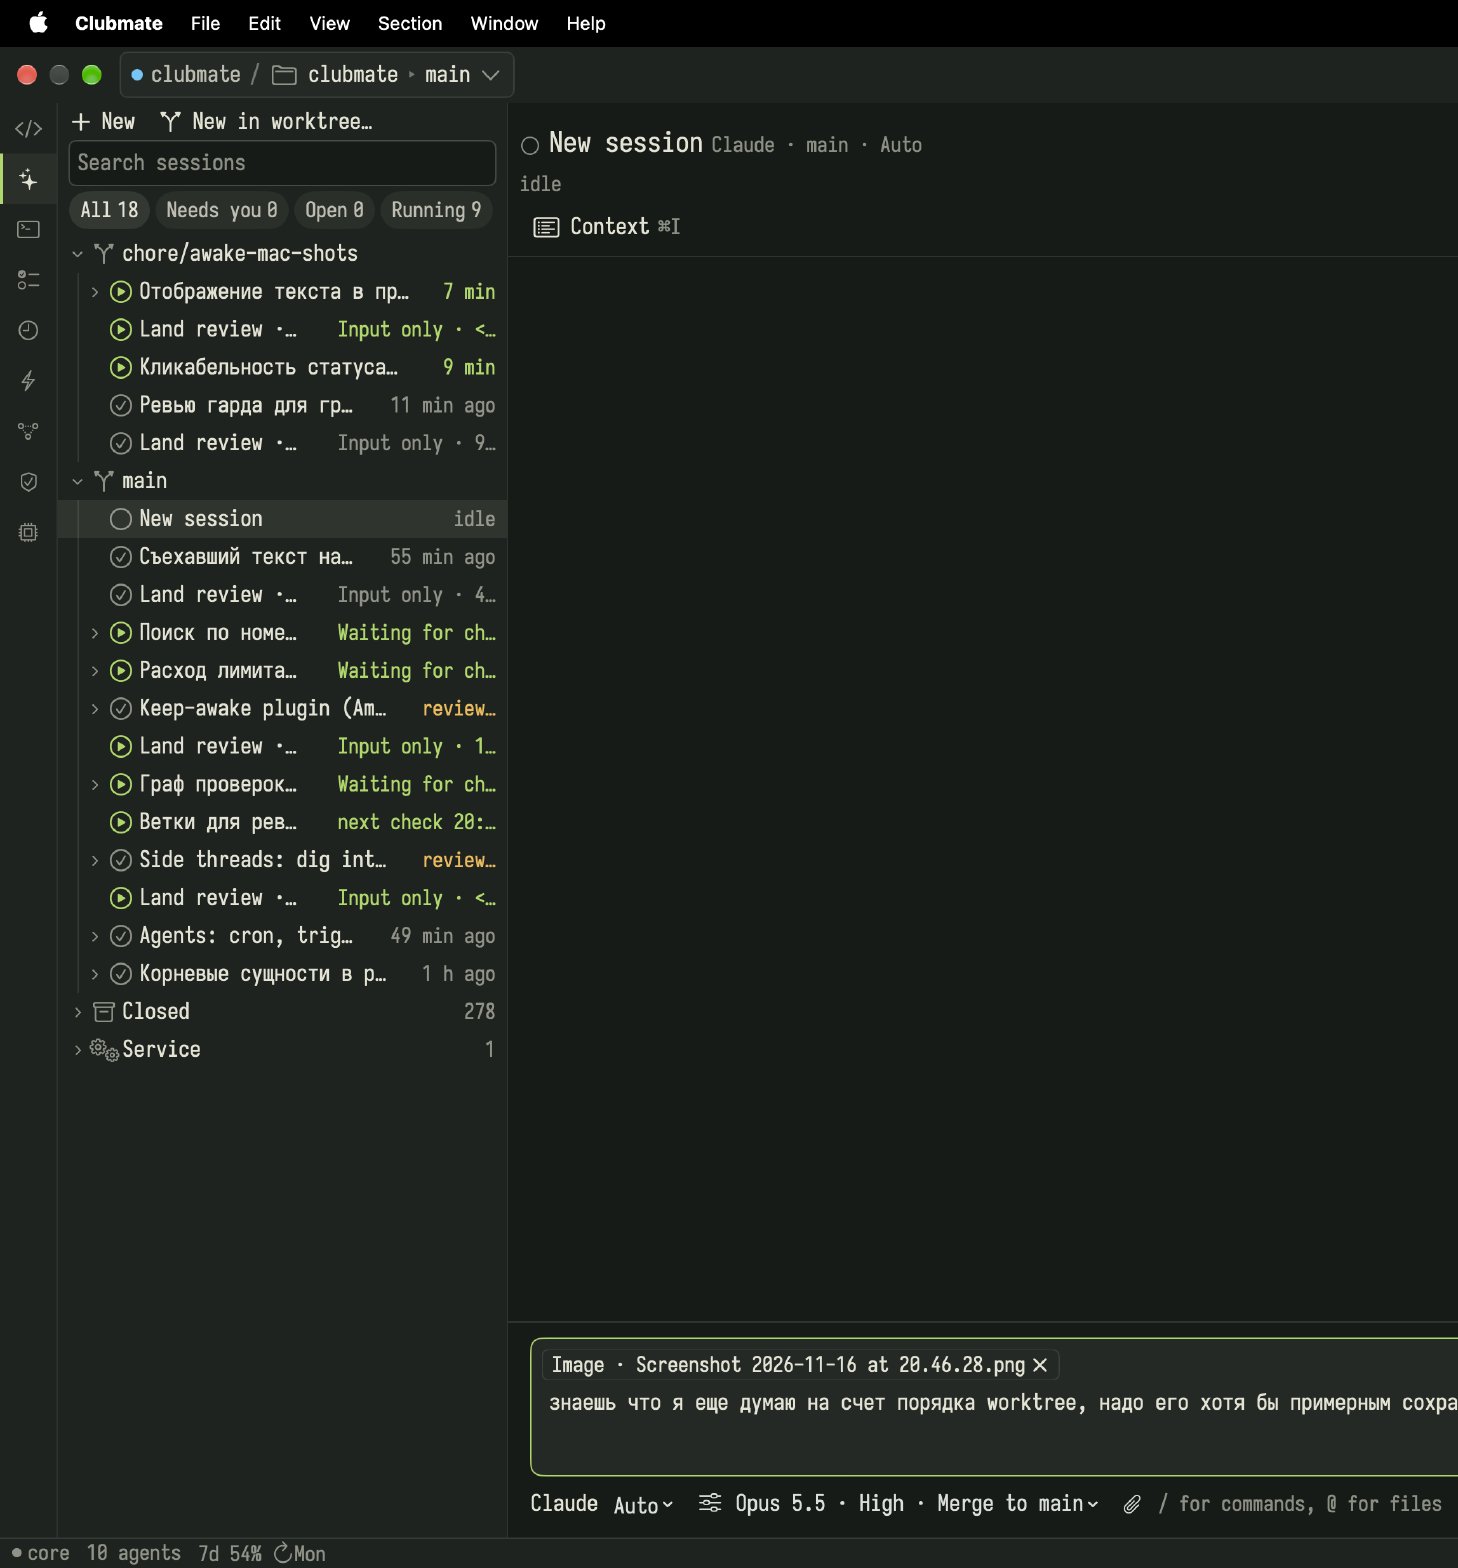 Clubmate File Edit View Section Window Help
clubmate / clubmate ▸ main
+ New New in worktree…
Search sessions
All 18 Needs you 0 Open 0 Running 9
chore/awake-mac-shots
Отображение текста в пр… 7 min
Land review ·… Input only · <…
Кликабельность статуса… 9 min
Ревью гарда для гр… 11 min ago
Land review ·… Input only · 9…
main
New session idle
Съехавший текст на… 55 min ago
Land review ·… Input only · 4…
Поиск по номе… Waiting for ch…
Расход лимита… Waiting for ch…
Keep-awake plugin (Am… review…
Land review ·… Input only · 1…
Граф проверок… Waiting for ch…
Ветки для рев… next check 20:…
Side threads: dig int… review…
Land review ·… Input only · <…
Agents: cron, trig… 49 min ago
Корневые сущности в р… 1 h ago
Closed 278
Service 1
New session Claude · main · Auto
idle
Context ⌘I
Image · Screenshot 2026-11-16 at 20.46.28.png ×
знаешь что я еще думаю на счет порядка worktree, надо его хотя бы примерным сохра
Claude Auto Opus 5.5 · High · Merge to main / for commands, @ for files
core 10 agents 7d 54% Mon